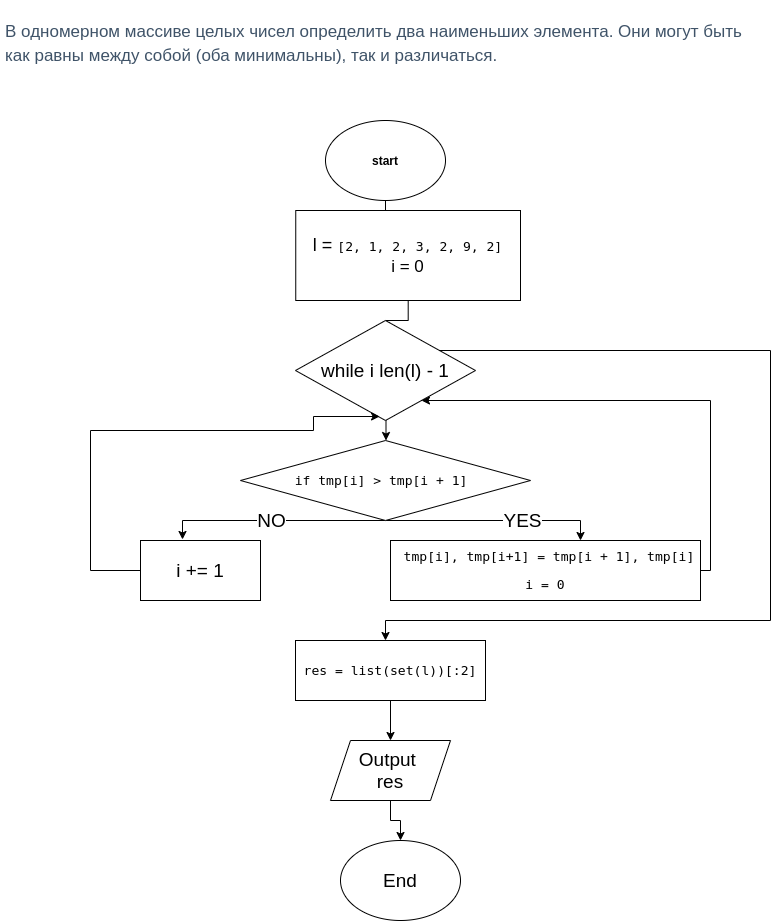 В одномерном массиве целых чисел определить два наименьших элемента. Они могут быть
как равны между собой (оба минимальны), так и различаться.
start
l = [2, 1, 2, 3, 2, 9, 2]
i = 0
while i len(l) - 1
if tmp[i] > tmp[i + 1]
NO
YES
i += 1
tmp[i], tmp[i+1] = tmp[i + 1], tmp[i]
i = 0
res = list(set(l))[:2]
Output
res
End